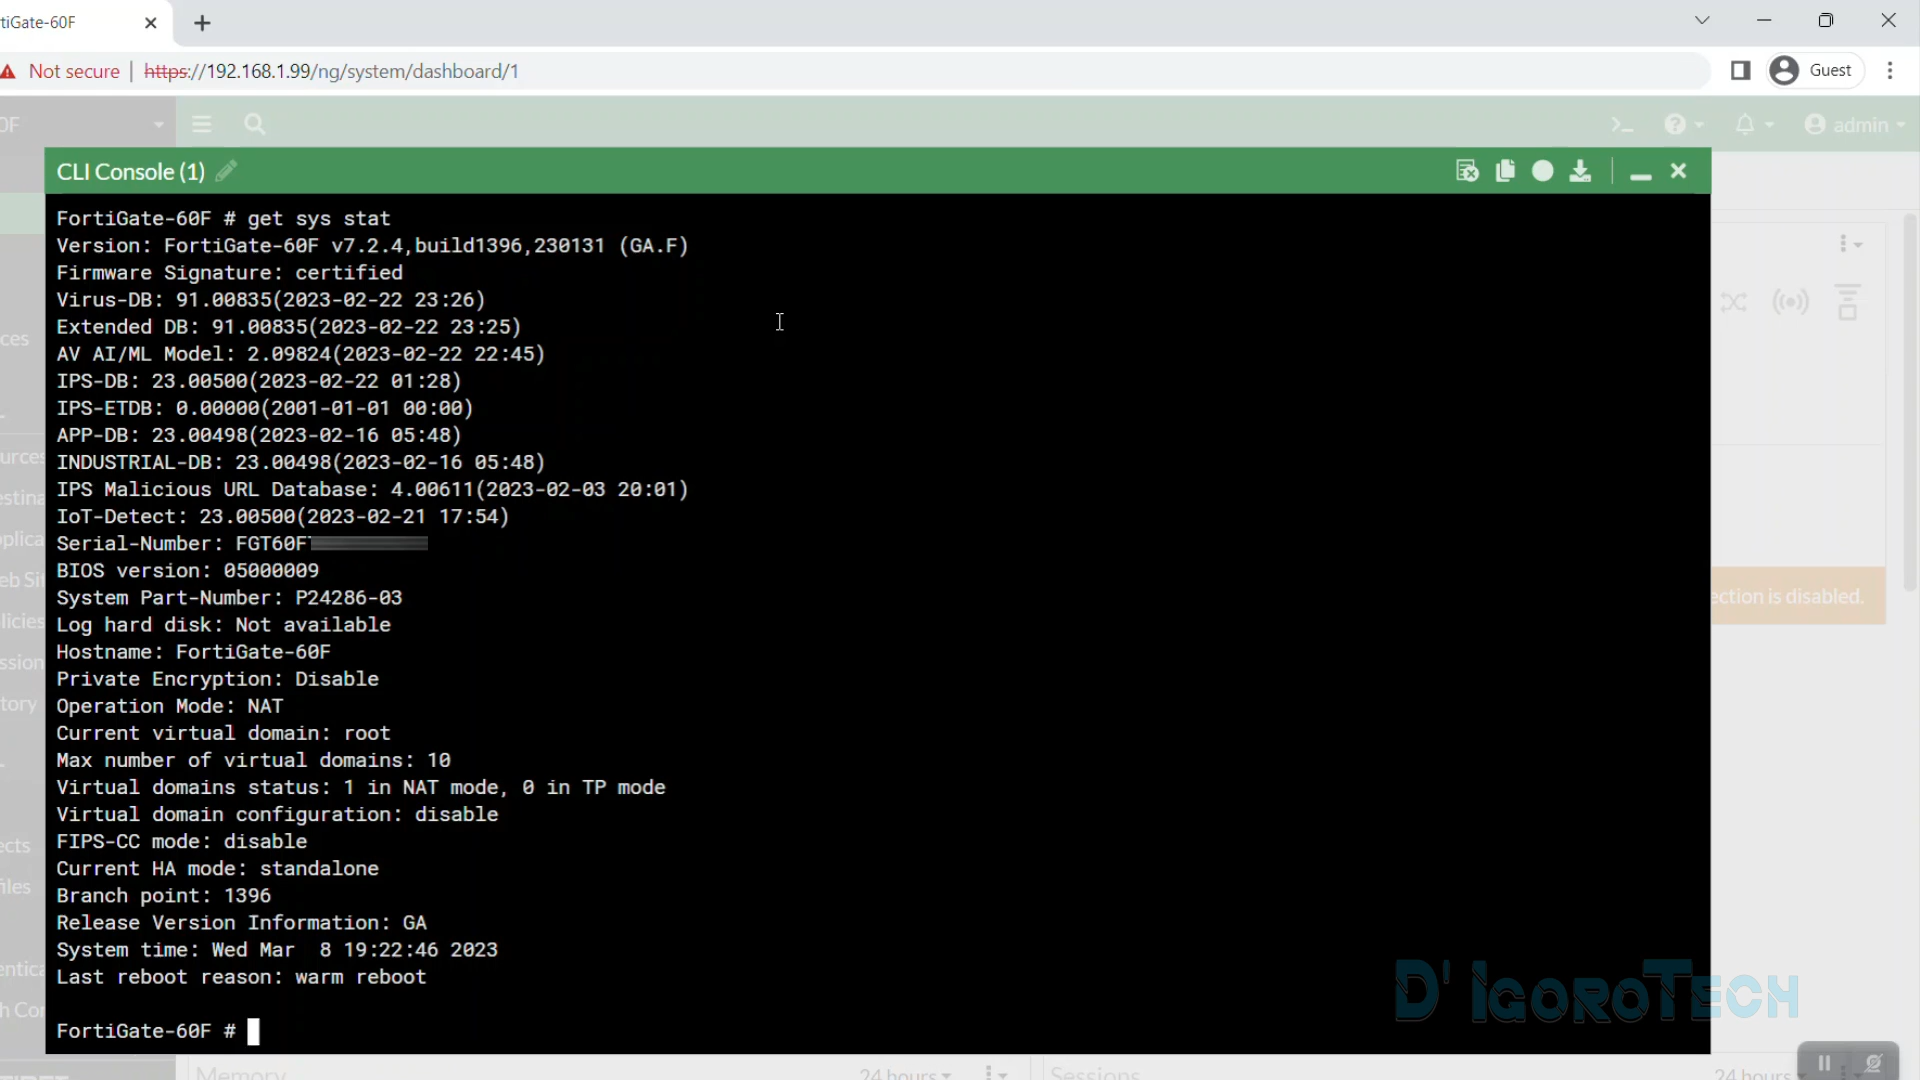 tiGate-60F
Not secure | https://192.168.1.99/ng/system/dashboard/1
Guest
0F
admin
CLI Console (1)
FortiGate-60F # get sys stat
Version: FortiGate-60F v7.2.4,build1396,230131 (GA.F)
Firmware Signature: certified
Virus-DB: 91.00835(2023-02-22 23:26)
Extended DB: 91.00835(2023-02-22 23:25)
AV AI/ML Model: 2.09824(2023-02-22 22:45)
IPS-DB: 23.00500(2023-02-22 01:28)
IPS-ETDB: 0.00000(2001-01-01 00:00)
APP-DB: 23.00498(2023-02-16 05:48)
INDUSTRIAL-DB: 23.00498(2023-02-16 05:48)
IPS Malicious URL Database: 4.00611(2023-02-03 20:01)
IoT-Detect: 23.00500(2023-02-21 17:54)
Serial-Number: FGT60F
BIOS version: 05000009
System Part-Number: P24286-03
Log hard disk: Not available
Hostname: FortiGate-60F
Private Encryption: Disable
Operation Mode: NAT
Current virtual domain: root
Max number of virtual domains: 10
Virtual domains status: 1 in NAT mode, 0 in TP mode
Virtual domain configuration: disable
FIPS-CC mode: disable
Current HA mode: standalone
Branch point: 1396
Release Version Information: GA
System time: Wed Mar  8 19:22:46 2023
Last reboot reason: warm reboot
FortiGate-60F #
ces
urces
estina
plica
eb Sit
licies
ssion
tory
ects
files
entica
h Cor
ection is disabled.
D' IGOROTECH
Memory
24 hours
Sessions
24 hours